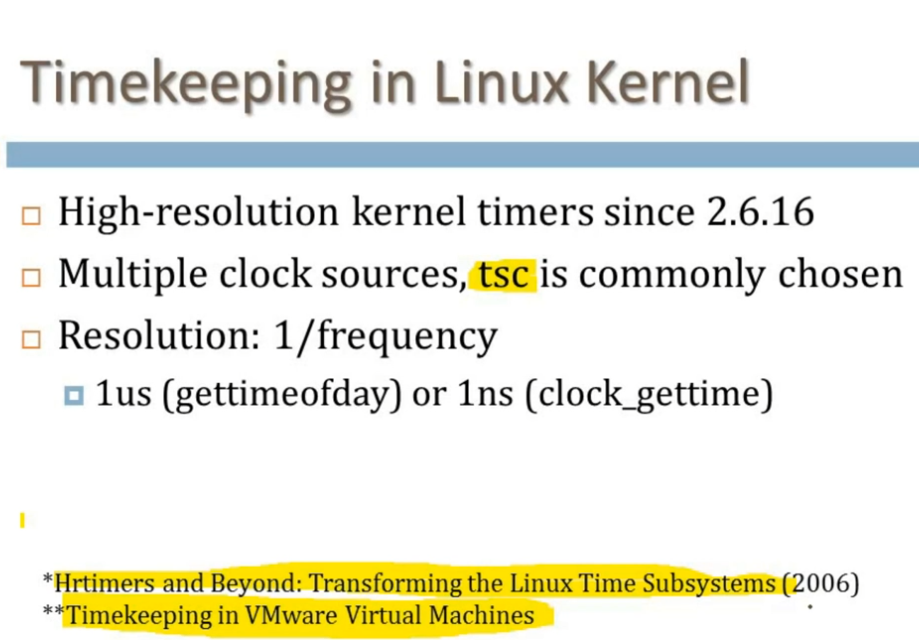 Timekeeping in Linux Kernel
High-resolution kernel timers since 2.6.16
Multiple clock sources, tsc is commonly chosen
Resolution: 1/frequency
1us (gettimeofday) or 1ns (clock_gettime)
*Hrtimers and Beyond: Transforming the Linux Time Subsystems (2006)
**Timekeeping in VMware Virtual Machines